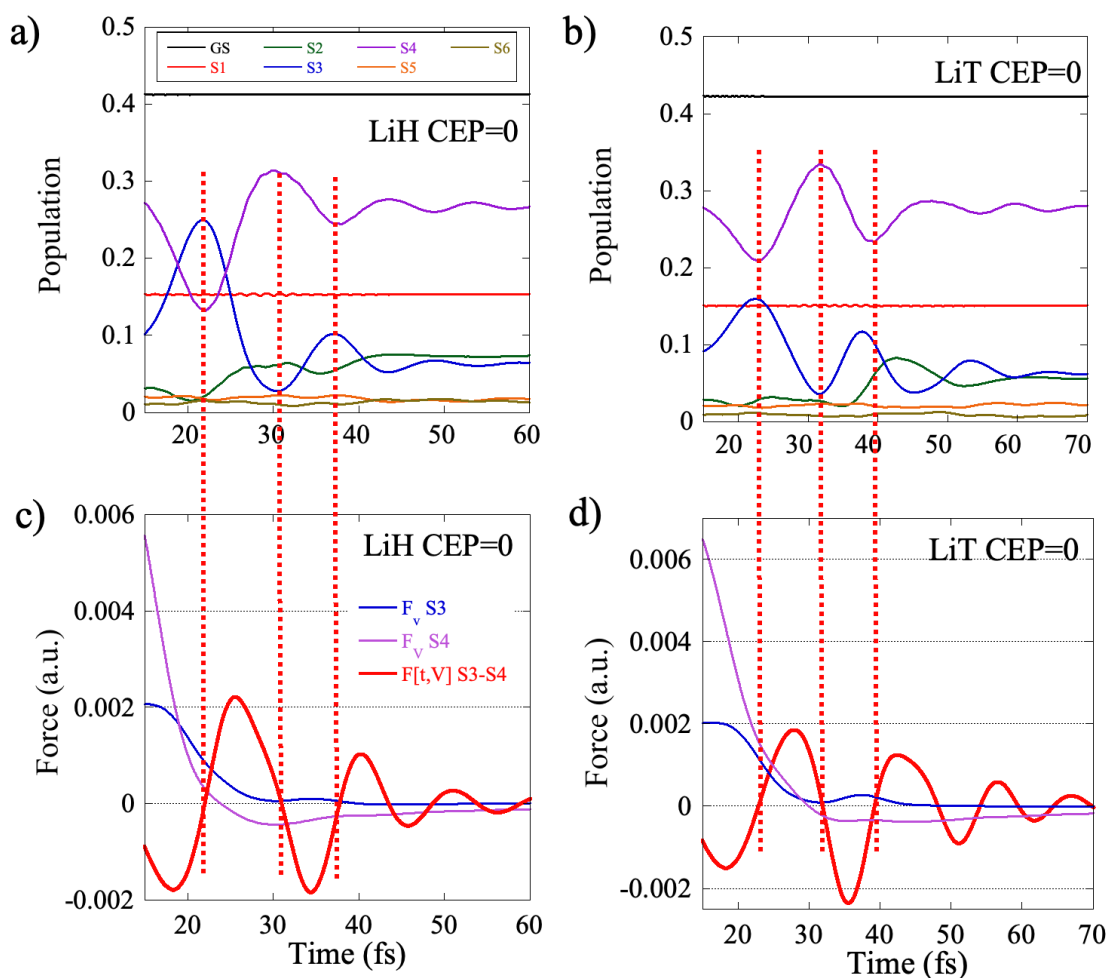 a)
0.5
0.4
0.3
0.2
0.1
0
Population
GS S2 S4 S6
S1 S3 S5
LiH CEP=0
20 30 40 50 60
b)
0.5
0.4
0.3
0.2
0.1
0
Population
LiT CEP=0
20 30 40 50 60 70
c)
0.006
0.004
0.002
0
-0.002
Force (a.u.)
LiH CEP=0
F_v S3
F_V S4
F[t,V] S3-S4
20 30 40 50 60
Time (fs)
d)
0.006
0.004
0.002
0
-0.002
Force (a.u.)
LiT CEP=0
20 30 40 50 60 70
Time (fs)